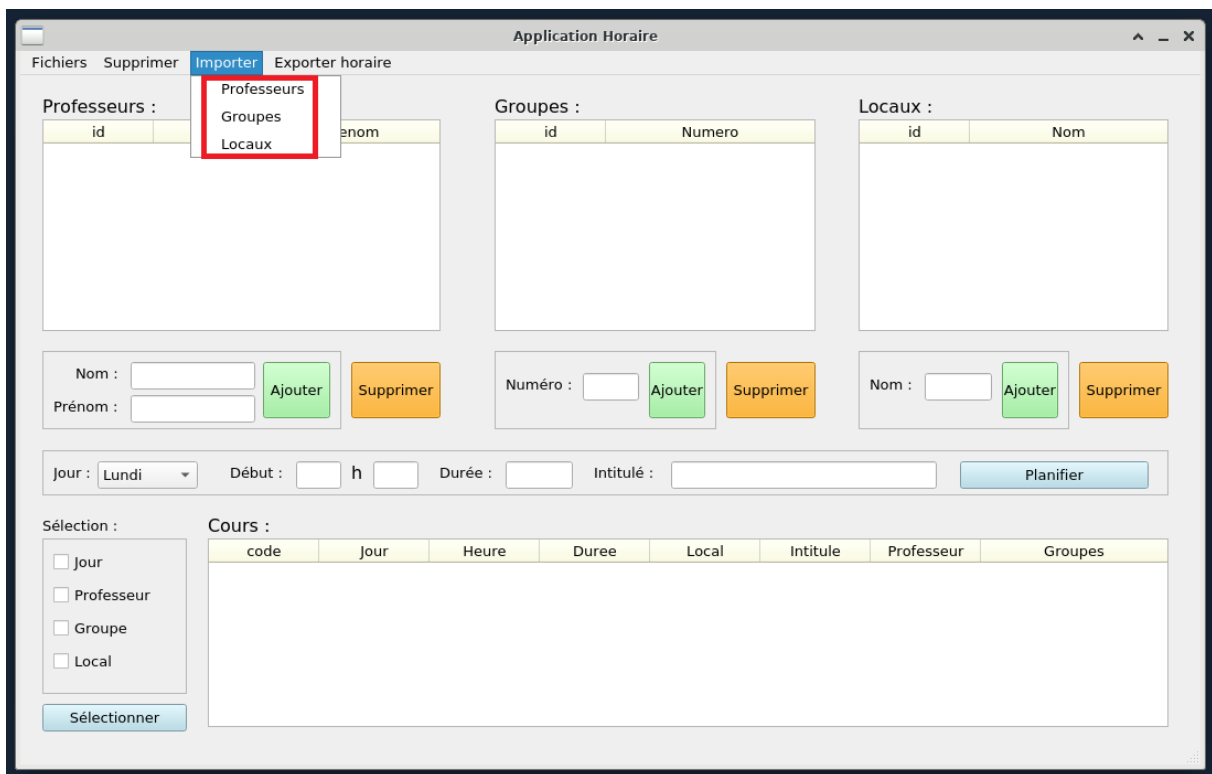 Application Horaire
Fichiers Supprimer Importer Exporter horaire
Professeurs
Groupes
Locaux
Professeurs :
id enom
Groupes :
id Numero
Locaux :
id Nom
Nom :
Prénom :
Ajouter
Supprimer
Numéro :
Ajouter
Supprimer
Nom :
Ajouter
Supprimer
Jour : Lundi Début : h Durée : Intitulé : Planifier
Sélection :
Jour
Professeur
Groupe
Local
Sélectionner
Cours :
code Jour Heure Duree Local Intitule Professeur Groupes